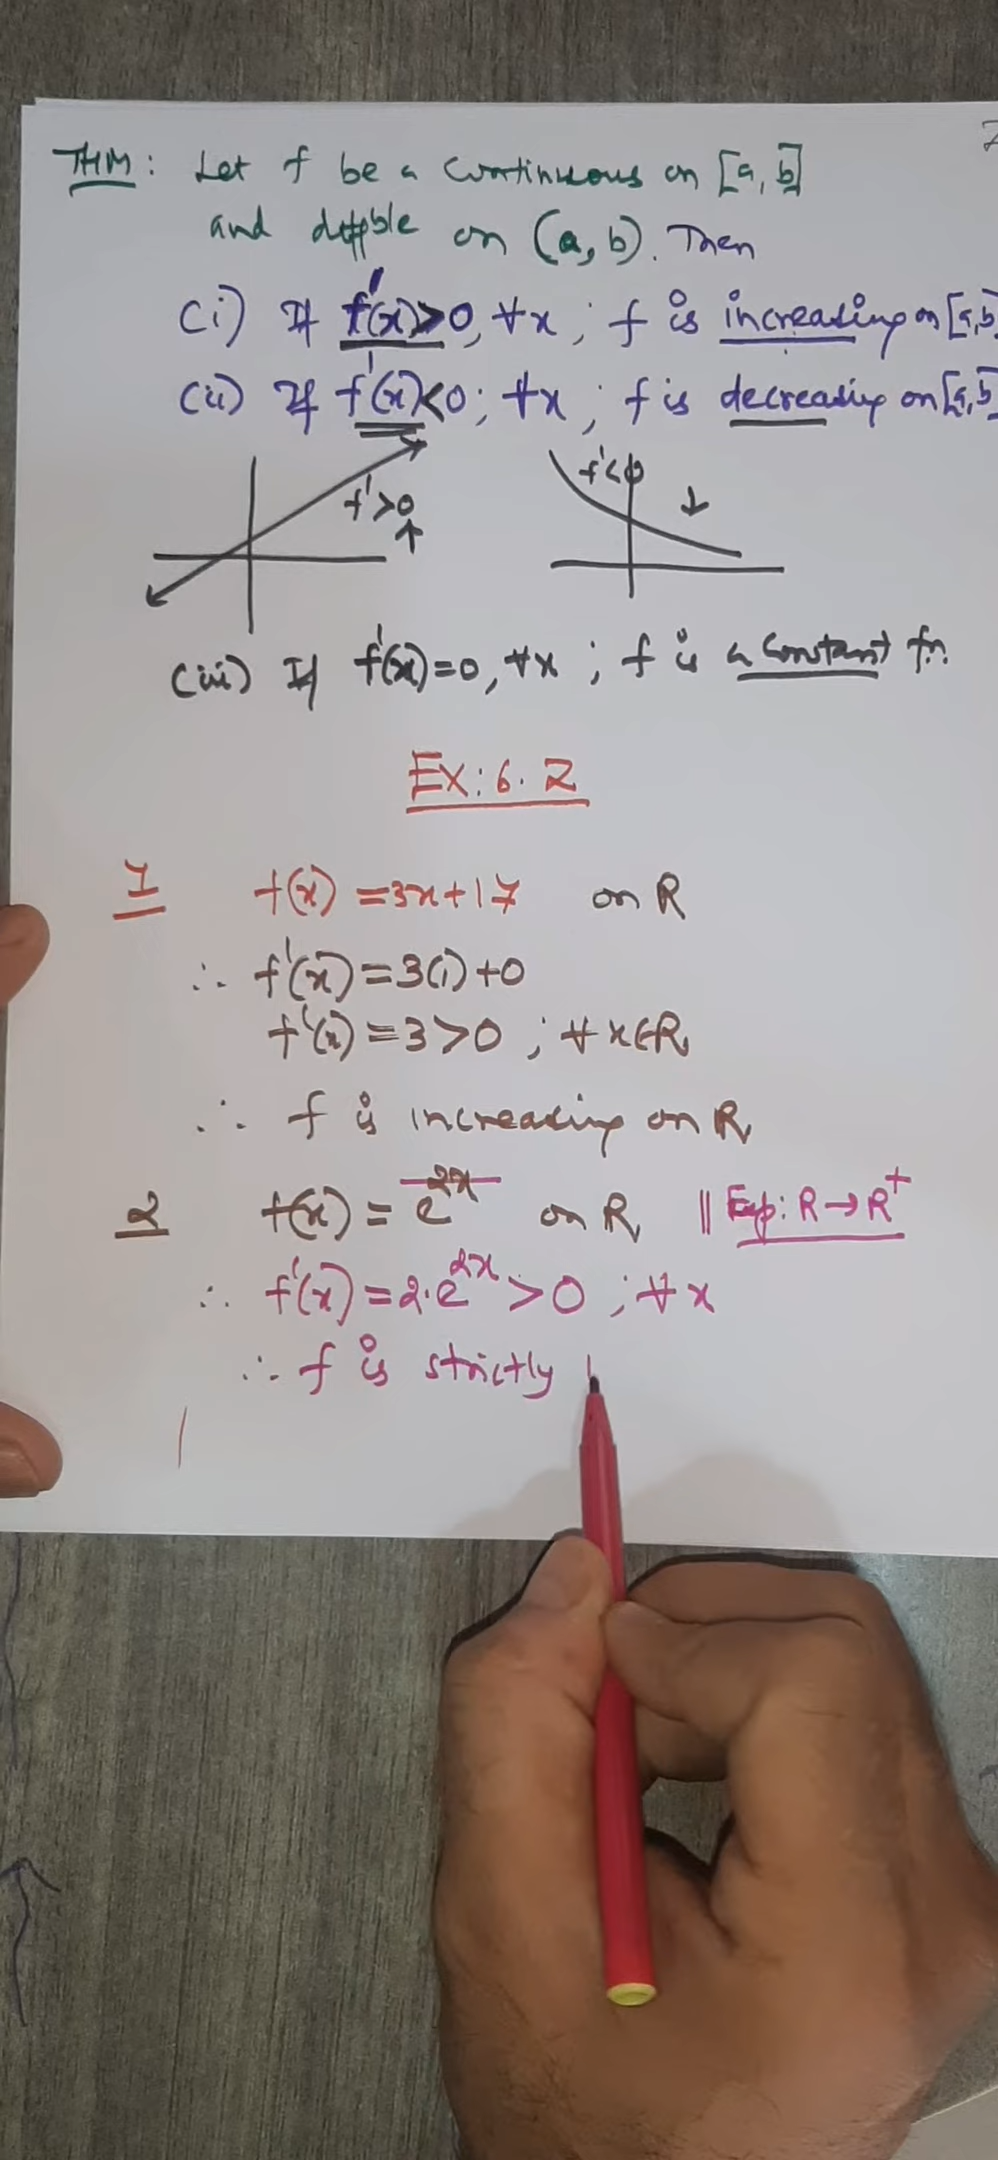 THM: Let f be a continuous on [a, b]
and diff'ble on (a, b). Then
(i) If f'(x)>0, ∀x; f is increasing on [a,b]
(ii) If f'(x)<0; ∀x; f is decreasing on [a,b]
f'>0 ↑
f'<0 ↓
(iii) If f'(x)=0, ∀x; f is a constant fn.
Ex: 6.2
1 f(x) = 3x+17 on R
∴ f'(x) = 3(1)+0
f'(x) = 3>0 ; ∀ x∈R
∴ f is increasing on R
2 f(x) = e^2x on R || Exp: R→R⁺
∴ f'(x) = 2·e^2x >0 ; ∀ x
∴ f is strictly